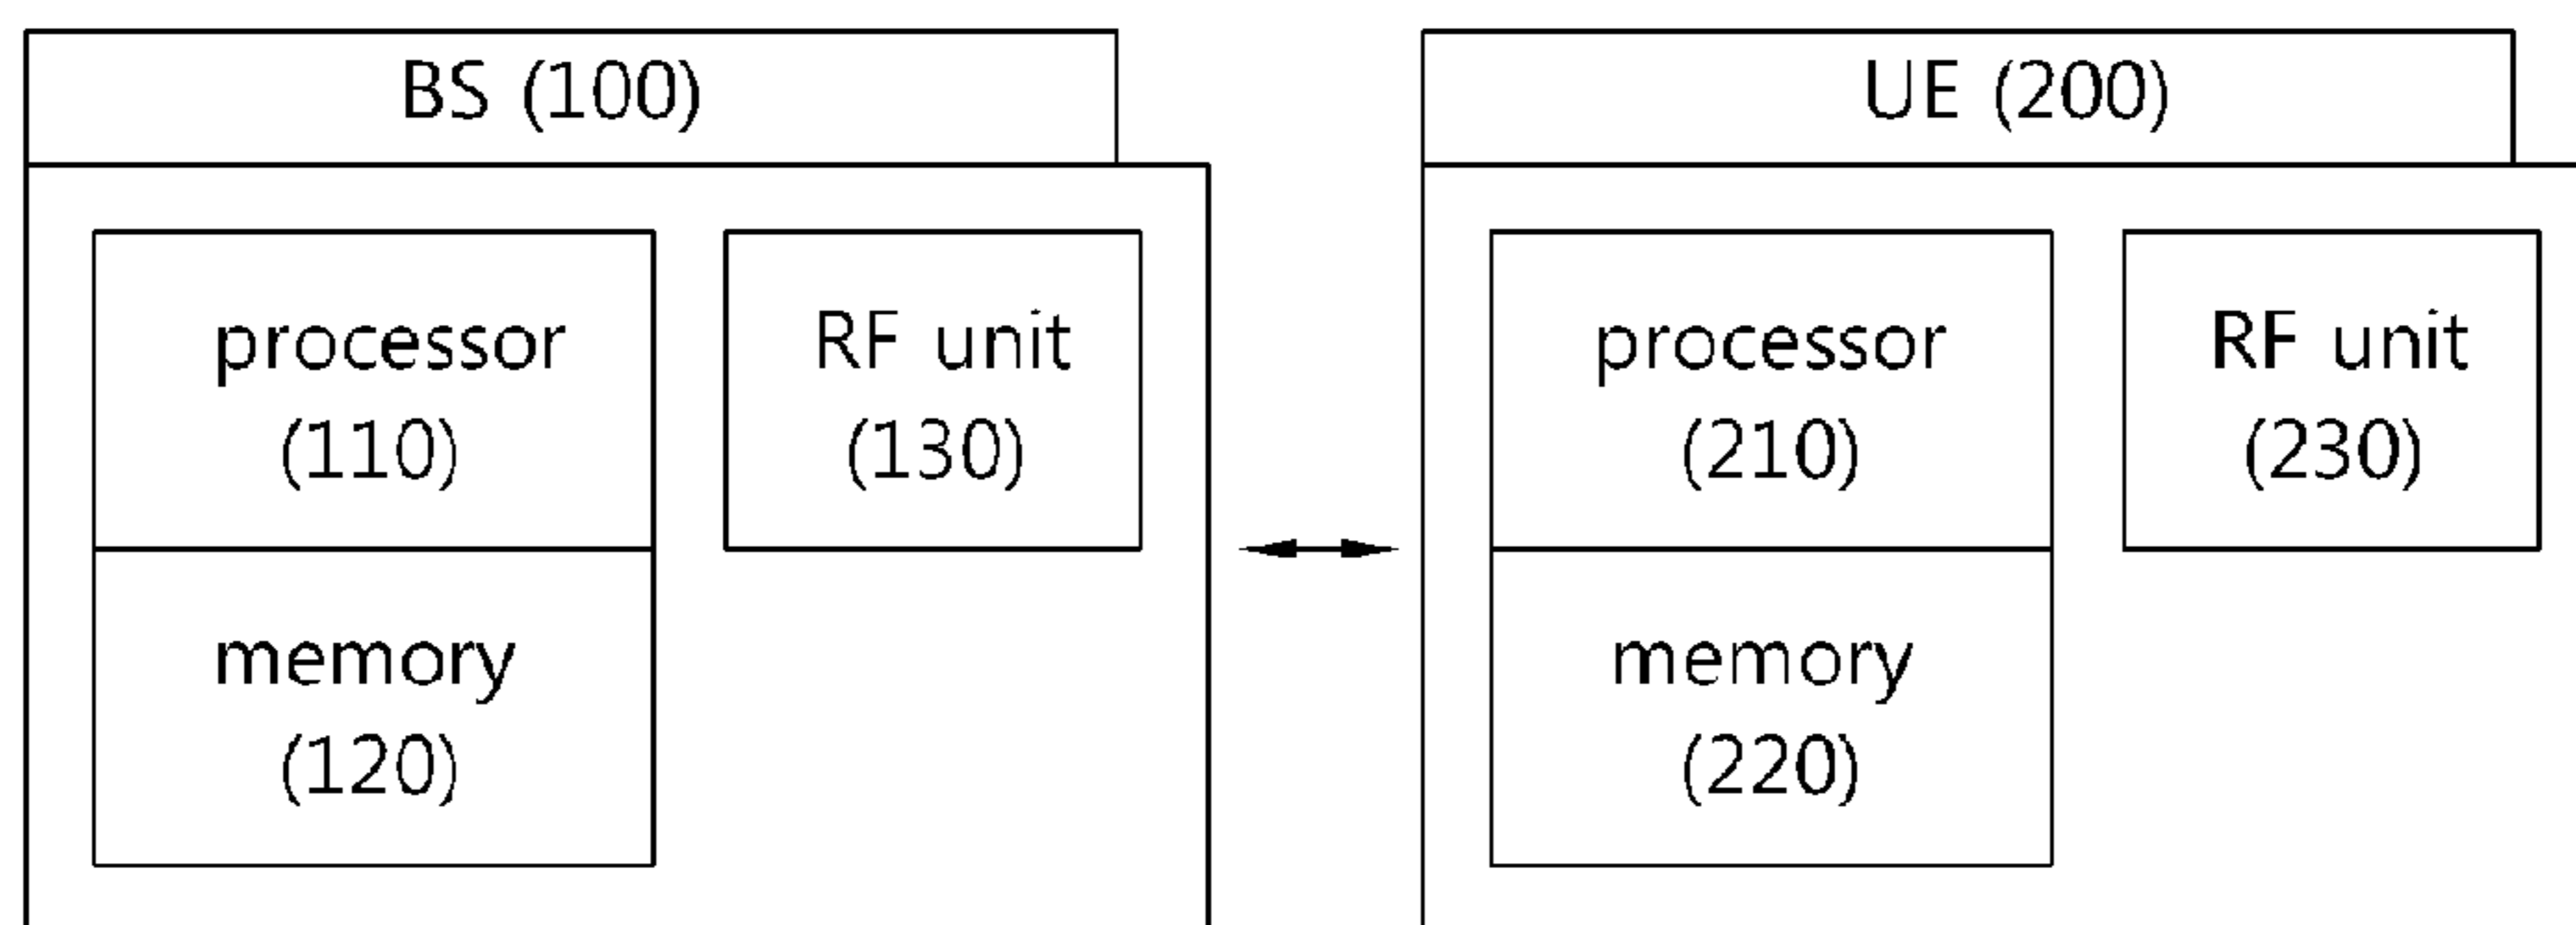 BS (100)
processor
(110)
RF unit
(130)
memory
(120)
UE (200)
processor
(210)
RF unit
(230)
memory
(220)